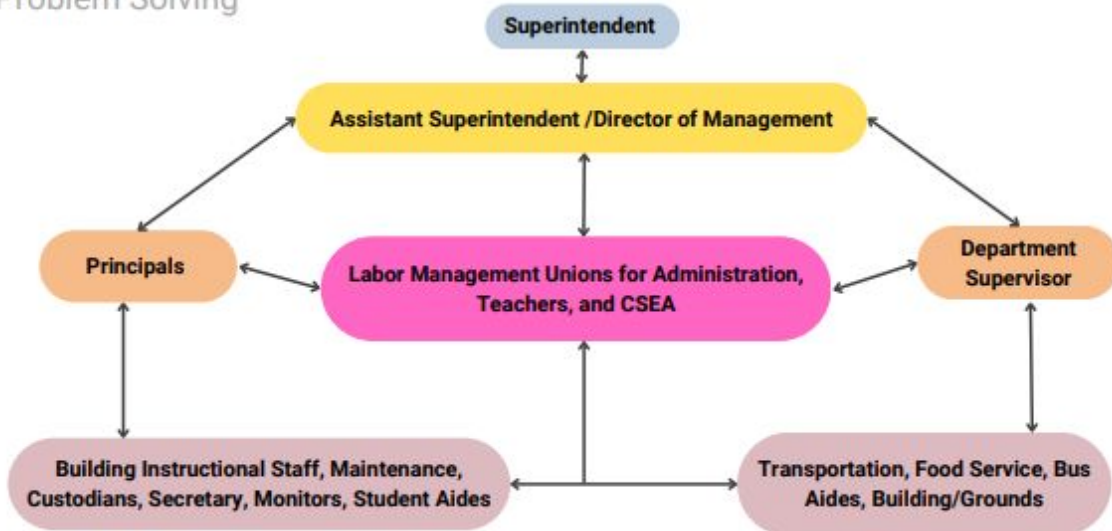 Problem Solving
Superintendent
Assistant Superintendent /Director of Management
Principals
Labor Management Unions for Administration,
Teachers, and CSEA
Department
Supervisor
Building Instructional Staff, Maintenance,
Custodians, Secretary, Monitors, Student Aides
Transportation, Food Service, Bus
Aides, Building/Grounds